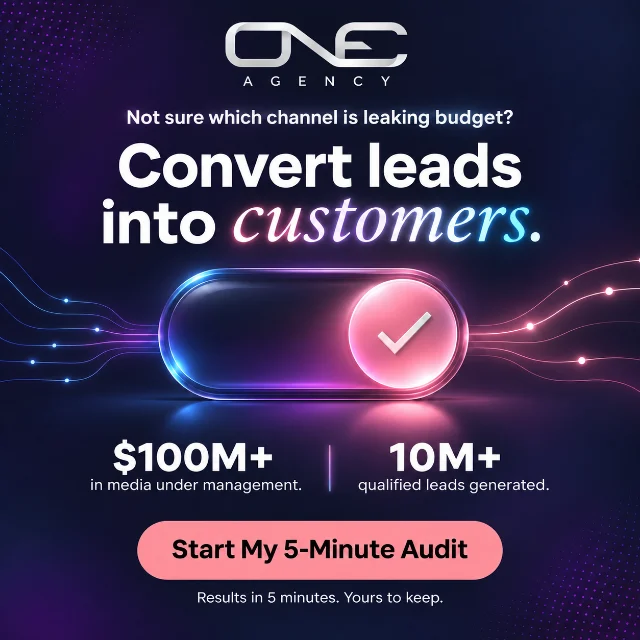 ONEC
AGENCY
Not sure which channel is leaking budget?
Convert leads
into customers.
$100M+
in media under management.
10M+
qualified leads generated.
Start My 5-Minute Audit
Results in 5 minutes. Yours to keep.